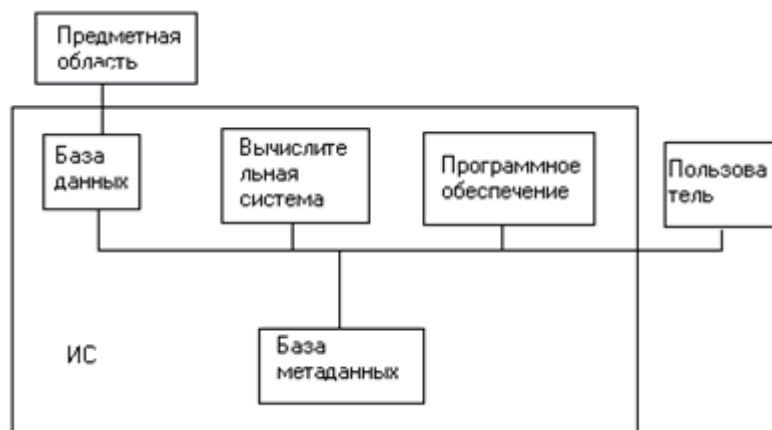 Предметная
область
База
данных
Вычислите
льная
система
Программное
обеспечение
Пользова
тель
ИС
База
метаданных